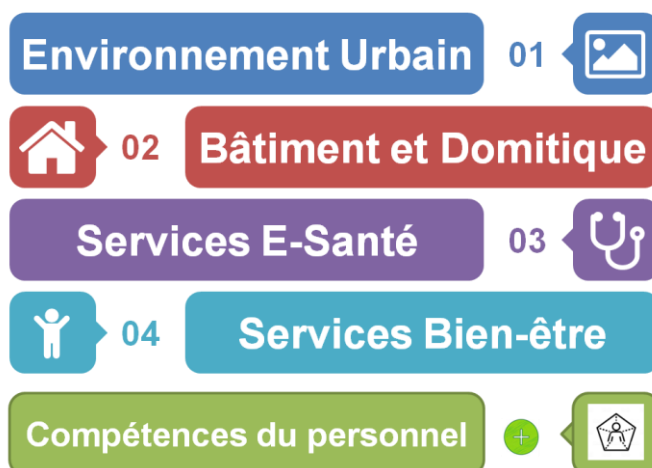 Environnement Urbain 01
02 Bâtiment et Domitique
Services E-Santé 03
04 Services Bien-être
Compétences du personnel +